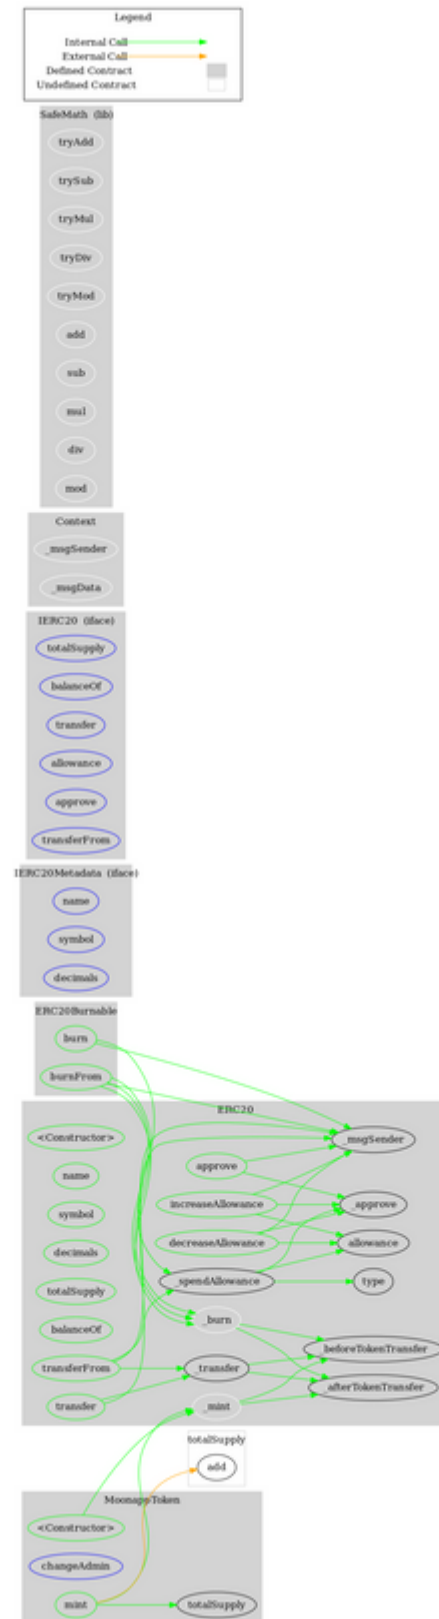 Legend
Internal Call
External Call
Defined Contract
Undefined Contract
SafeMath (lib)
tryAdd
trySub
tryMul
tryDiv
tryMod
add
sub
mul
div
mod
Context
_msgSender
_msgData
IERC20 (iface)
totalSupply
balanceOf
transfer
allowance
approve
transferFrom
IERC20Metadata (iface)
name
symbol
decimals
ERC20Burnable
burn
burnFrom
ERC20
<Constructor>
_msgSender
name
approve
symbol
increaseAllowance
_approve
decimals
decreaseAllowance
allowance
totalSupply
_spendAllowance
type
balanceOf
_burn
_beforeTokenTransfer
transferFrom
_transfer
_afterTokenTransfer
transfer
_mint
totalSupply
add
MoonappToken
<Constructor>
changeAdmin
mint
totalSupply